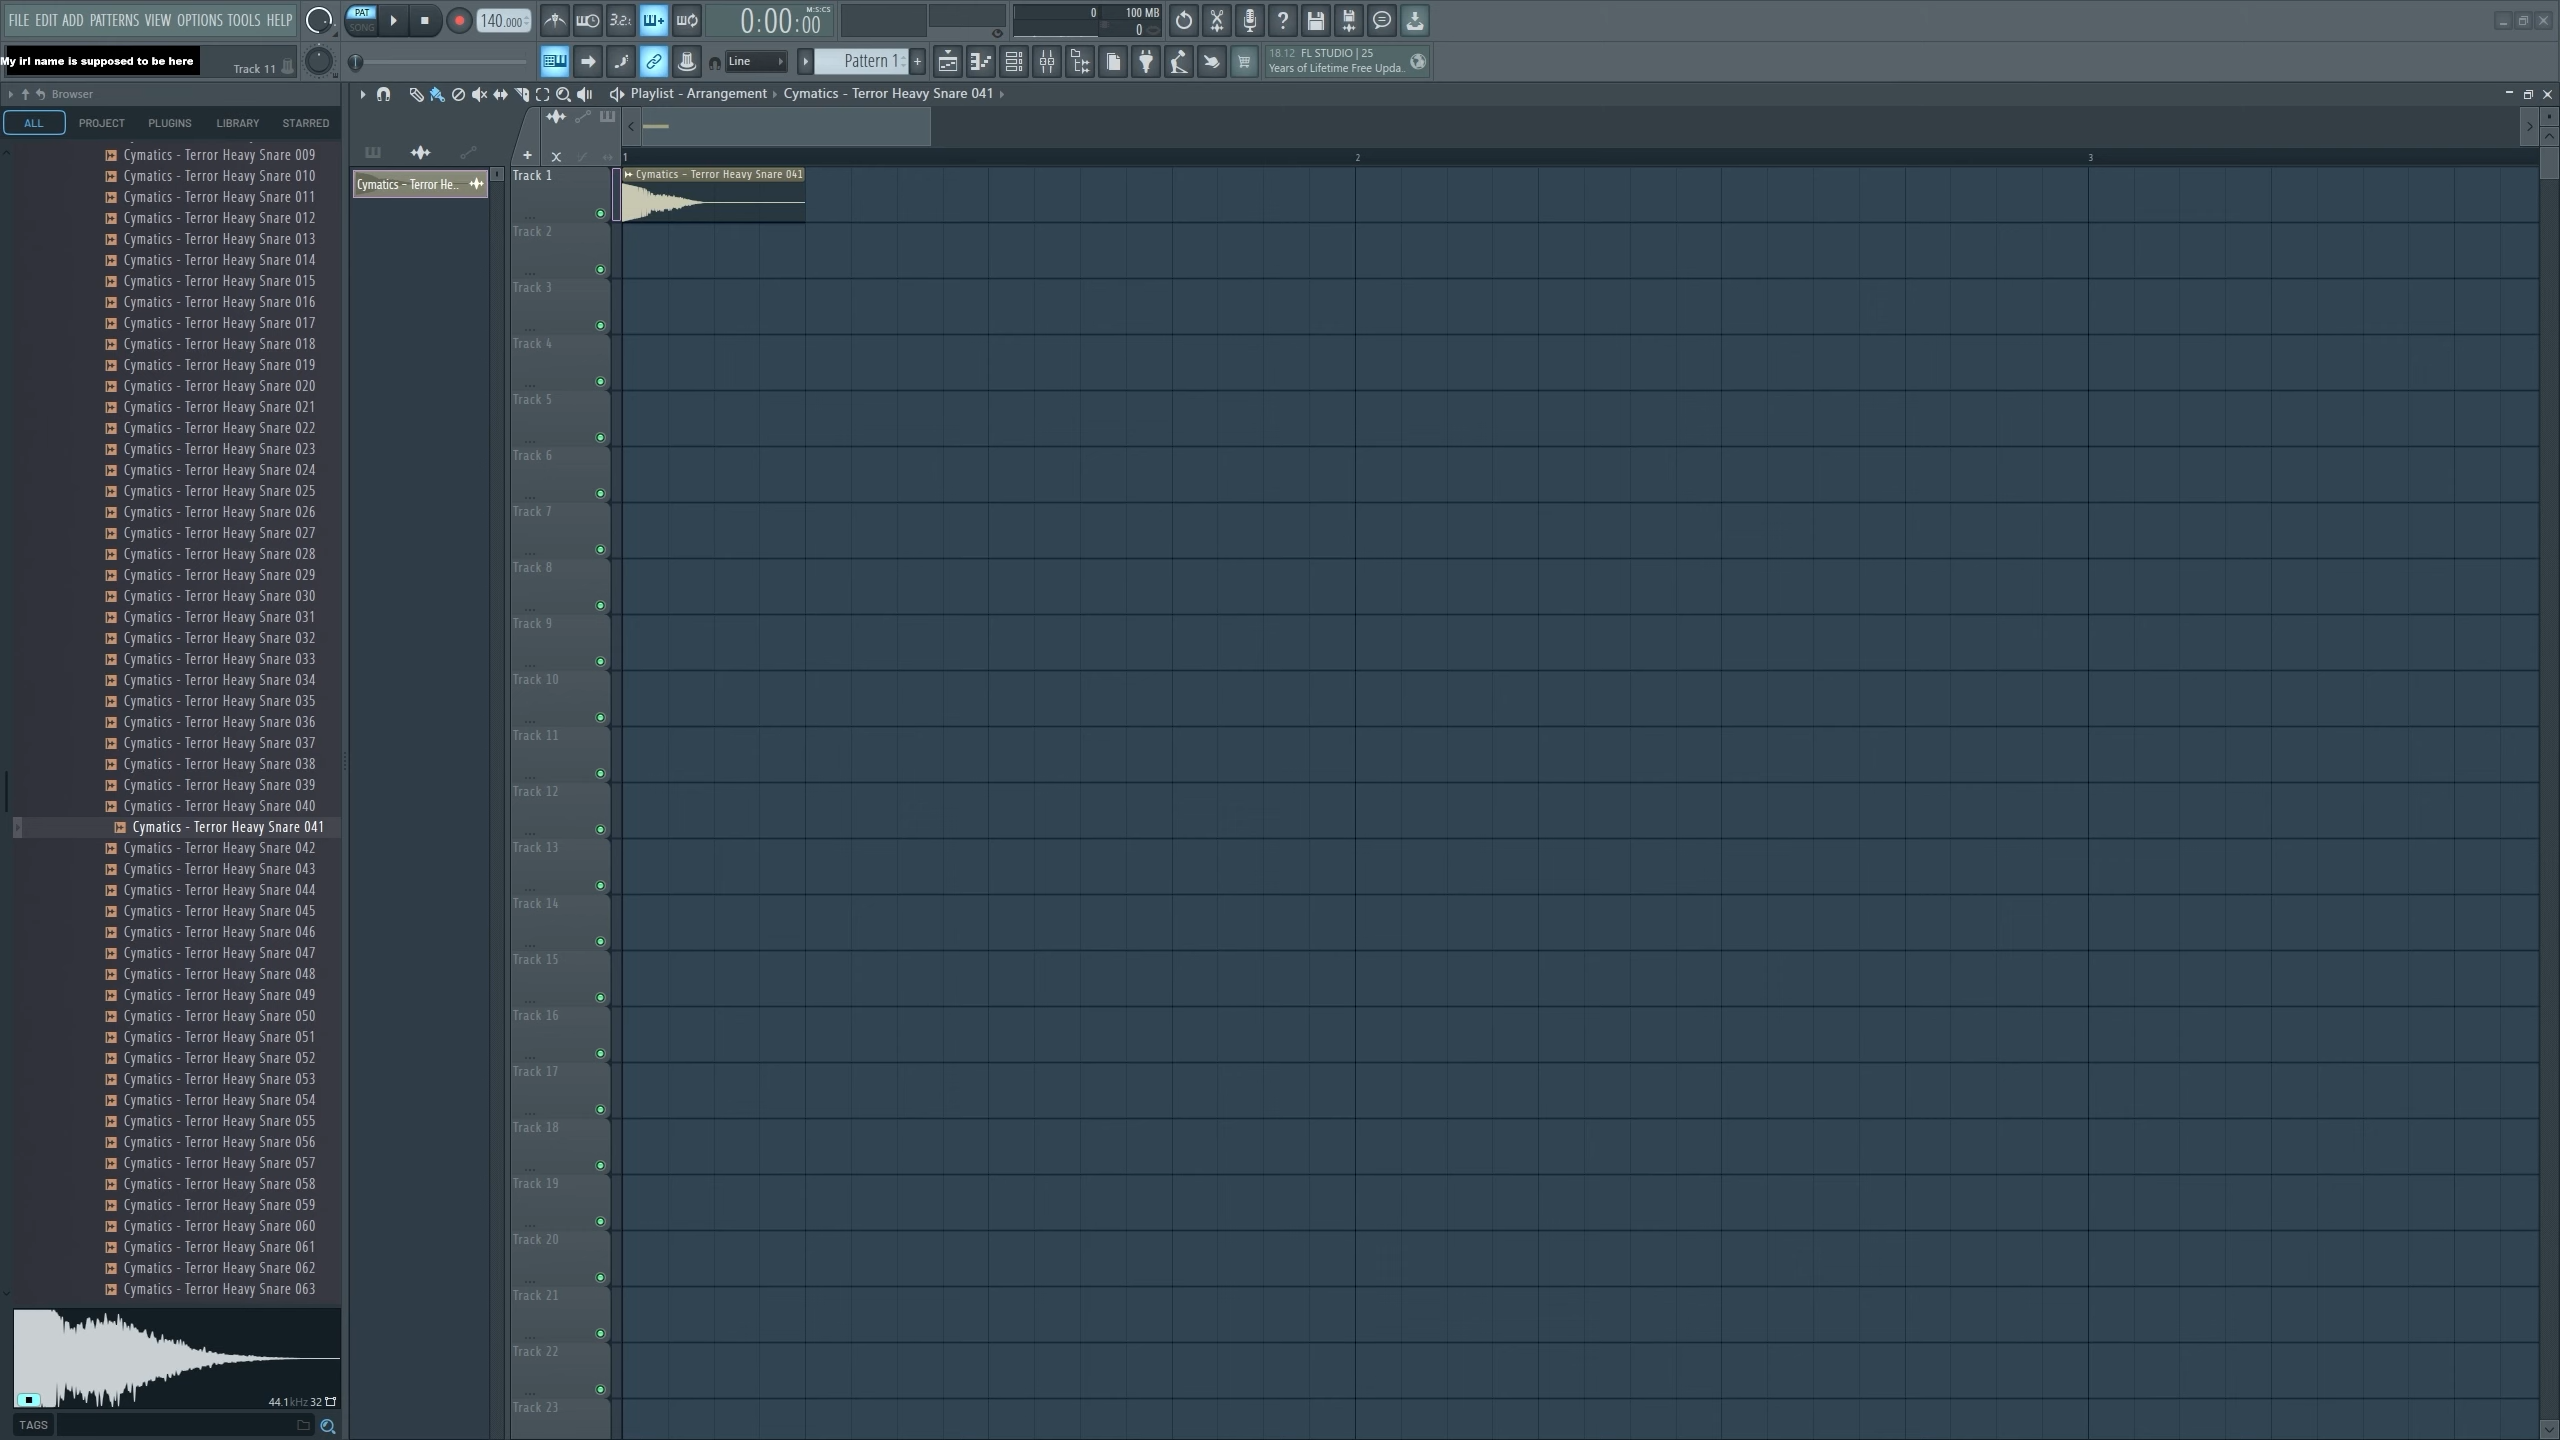 FILE EDIT ADD PATTERNS VIEW OPTIONS TOOLS HELP
PAT
SONG
140.000
3.2.
0:00:00
M:S:CS
0
100 MB
0
My irl name is supposed to be here
Track 11
Line
Pattern 1
18.12 FL STUDIO | 25
Years of Lifetime Free Upda..
Browser
Playlist - Arrangement
Cymatics - Terror Heavy Snare 041
ALL
PROJECT
PLUGINS
LIBRARY
STARRED
Cymatics - Terror Heavy Snare 009
Cymatics - Terror Heavy Snare 010
Cymatics - Terror Heavy Snare 011
Cymatics - Terror Heavy Snare 012
Cymatics - Terror Heavy Snare 013
Cymatics - Terror Heavy Snare 014
Cymatics - Terror Heavy Snare 015
Cymatics - Terror Heavy Snare 016
Cymatics - Terror Heavy Snare 017
Cymatics - Terror Heavy Snare 018
Cymatics - Terror Heavy Snare 019
Cymatics - Terror Heavy Snare 020
Cymatics - Terror Heavy Snare 021
Cymatics - Terror Heavy Snare 022
Cymatics - Terror Heavy Snare 023
Cymatics - Terror Heavy Snare 024
Cymatics - Terror Heavy Snare 025
Cymatics - Terror Heavy Snare 026
Cymatics - Terror Heavy Snare 027
Cymatics - Terror Heavy Snare 028
Cymatics - Terror Heavy Snare 029
Cymatics - Terror Heavy Snare 030
Cymatics - Terror Heavy Snare 031
Cymatics - Terror Heavy Snare 032
Cymatics - Terror Heavy Snare 033
Cymatics - Terror Heavy Snare 034
Cymatics - Terror Heavy Snare 035
Cymatics - Terror Heavy Snare 036
Cymatics - Terror Heavy Snare 037
Cymatics - Terror Heavy Snare 038
Cymatics - Terror Heavy Snare 039
Cymatics - Terror Heavy Snare 040
Cymatics - Terror Heavy Snare 041
Cymatics - Terror Heavy Snare 042
Cymatics - Terror Heavy Snare 043
Cymatics - Terror Heavy Snare 044
Cymatics - Terror Heavy Snare 045
Cymatics - Terror Heavy Snare 046
Cymatics - Terror Heavy Snare 047
Cymatics - Terror Heavy Snare 048
Cymatics - Terror Heavy Snare 049
Cymatics - Terror Heavy Snare 050
Cymatics - Terror Heavy Snare 051
Cymatics - Terror Heavy Snare 052
Cymatics - Terror Heavy Snare 053
Cymatics - Terror Heavy Snare 054
Cymatics - Terror Heavy Snare 055
Cymatics - Terror Heavy Snare 056
Cymatics - Terror Heavy Snare 057
Cymatics - Terror Heavy Snare 058
Cymatics - Terror Heavy Snare 059
Cymatics - Terror Heavy Snare 060
Cymatics - Terror Heavy Snare 061
Cymatics - Terror Heavy Snare 062
Cymatics - Terror Heavy Snare 063
44.1kHz 32
TAGS
Cymatics - Terror He..
1
2
3
Cymatics - Terror Heavy Snare 041
Track 1
Track 2
Track 3
Track 4
Track 5
Track 6
Track 7
Track 8
Track 9
Track 10
Track 11
Track 12
Track 13
Track 14
Track 15
Track 16
Track 17
Track 18
Track 19
Track 20
Track 21
Track 22
Track 23